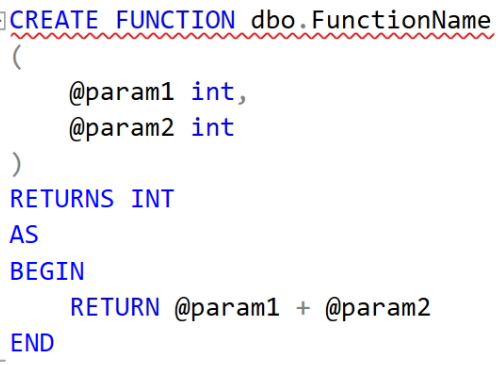 CREATE FUNCTION dbo.FunctionName
(
    @param1 int,
    @param2 int
)
RETURNS INT
AS
BEGIN
    RETURN @param1 + @param2
END